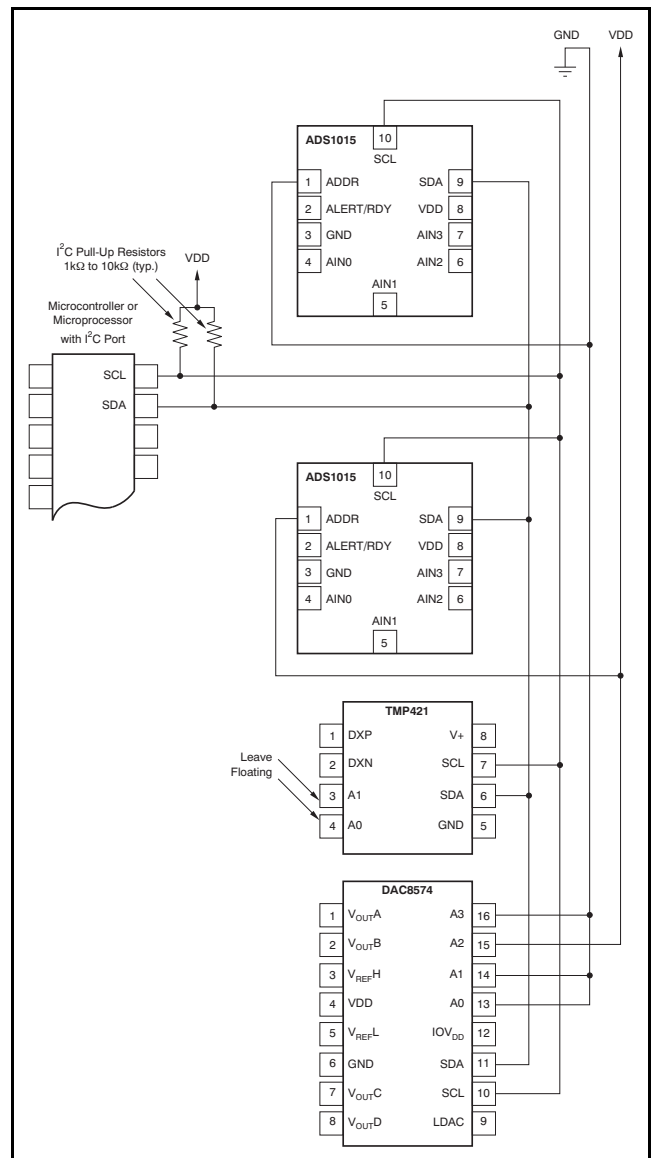 GND VDD
ADS1015
10
SCL
1 ADDR SDA 9
2 ALERT/RDY VDD 8
3 GND AIN3 7
4 AIN0 AIN2 6
AIN1
5
I²C Pull-Up Resistors
1kΩ to 10kΩ (typ.)
VDD
Microcontroller or
Microprocessor
with I²C Port
SCL
SDA
ADS1015
10
SCL
1 ADDR SDA 9
2 ALERT/RDY VDD 8
3 GND AIN3 7
4 AIN0 AIN2 6
AIN1
5
TMP421
1 DXP V+ 8
2 DXN SCL 7
3 A1 SDA 6
4 A0 GND 5
Leave
Floating
DAC8574
1 VOUTA A3 16
2 VOUTB A2 15
3 VREFH A1 14
4 VDD A0 13
5 VREFL IOVDD 12
6 GND SDA 11
7 VOUTC SCL 10
8 VOUTD LDAC 9